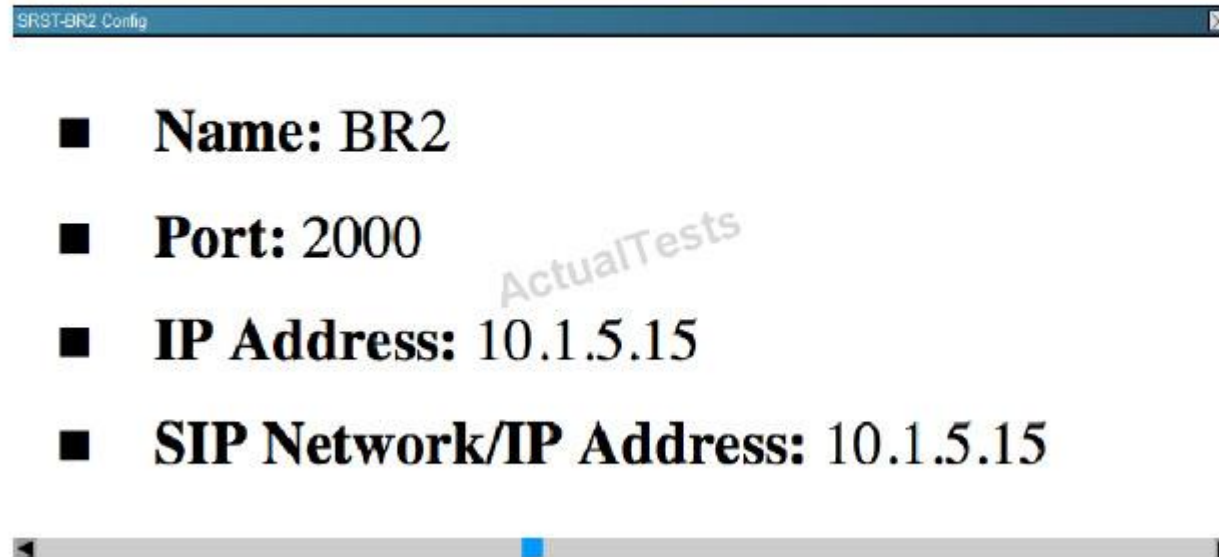 SRST-BR2 Config
■ Name: BR2
■ Port: 2000
ActualTests
■ IP Address: 10.1.5.15
■ SIP Network/IP Address: 10.1.5.15